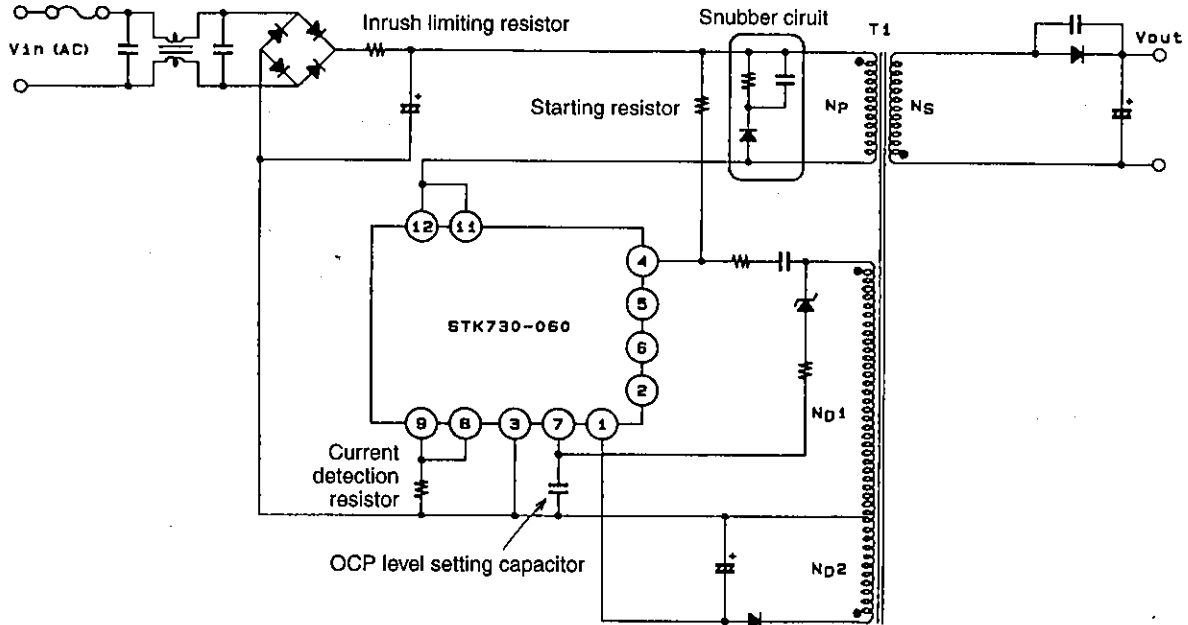 Inrush limiting resistor
Snubber ciruit
T1
Vin (AC)
Vout
Starting resistor
NP
NS
12
11
4
5
STK730-060
6
2
9
8
3
7
1
ND1
Current
detection
resistor
OCP level setting capacitor
ND2
+
+
+